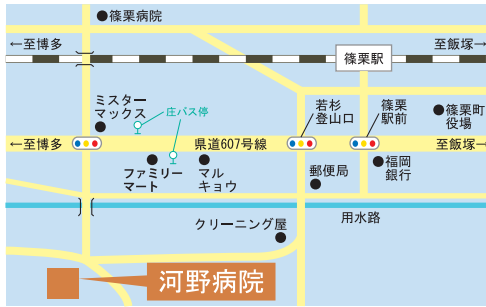 篠栗病院
←至博多
篠栗駅
至飯塚→
ミスター
マックス
庄バス停
若杉
登山口
篠栗
駅前
篠栗町
役場
←至博多
県道607号線
至飯塚→
ファミリー
マート
マル
キョウ
郵便局
福岡
銀行
クリーニング屋
用水路
河野病院